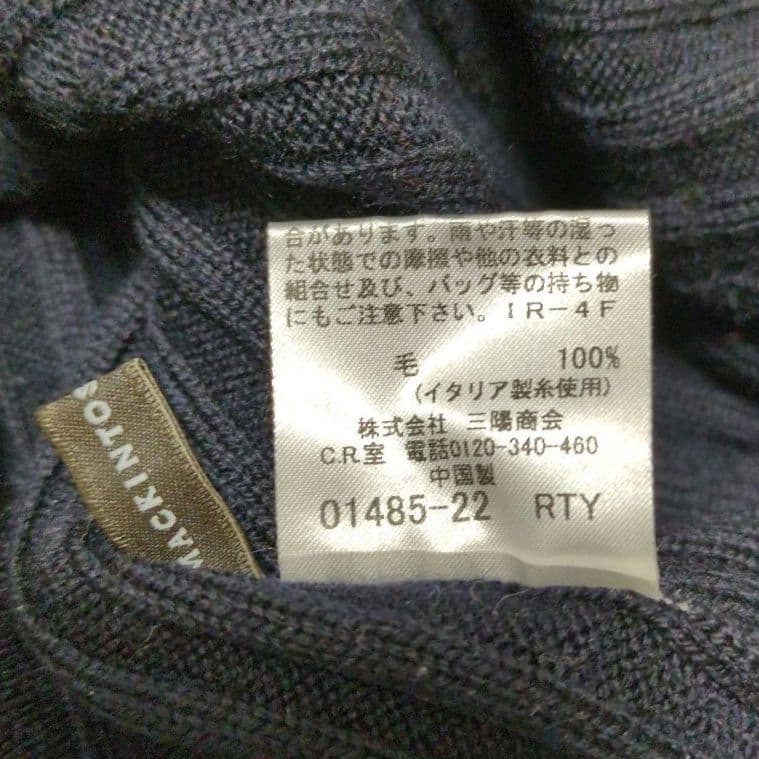 合があります。雨や汗等の湿っ
た状態での摩擦や他の衣料との
組合せ及び、バッグ等の持ち物
にもご注意下さい。ＩＲ－４Ｆ
毛 100%
(イタリア製糸使用)
株式会社 三陽商会
C.R.室 電話0120-340-460
中国製
01485-22 RTY
MACKINTOS